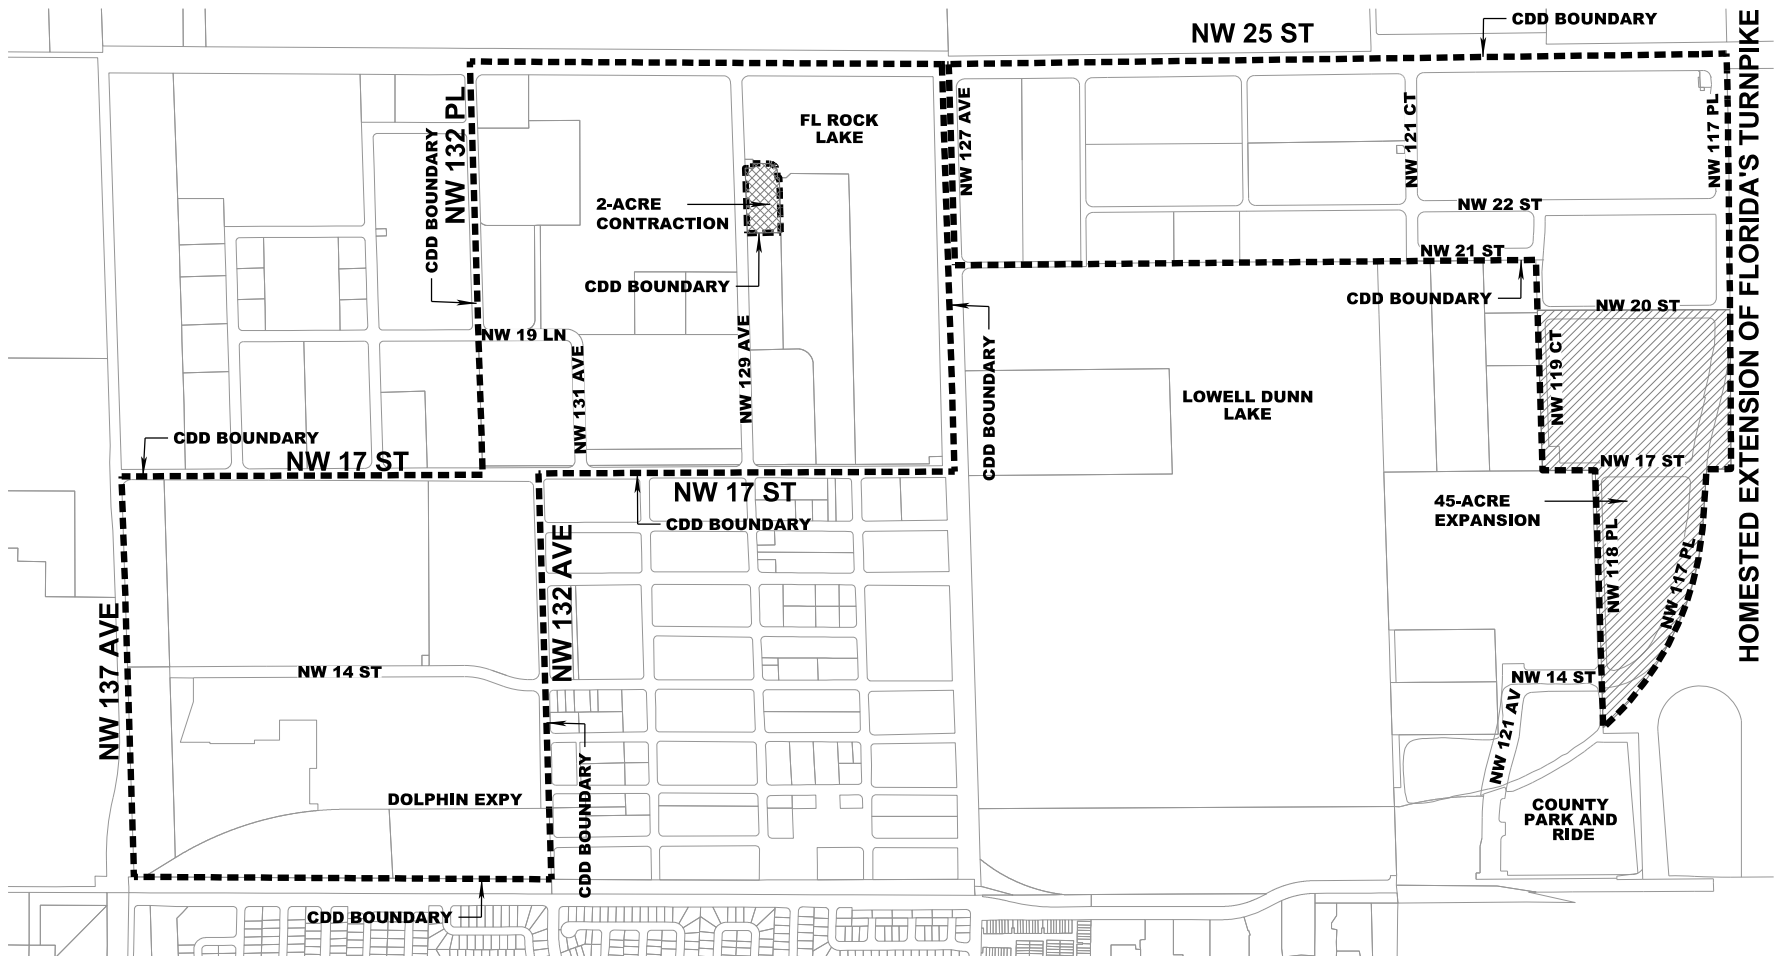 CDD BOUNDARY
NW 25 ST
HOMESTED EXTENSION OF FLORIDA'S TURNPIKE
NW 132 PL
CDD BOUNDARY
FL ROCK
LAKE
NW 127 AVE
NW 121 CT
NW 117 PL
2-ACRE
CONTRACTION
NW 22 ST
NW 21 ST
CDD BOUNDARY
CDD BOUNDARY
NW 20 ST
NW 19 LN
NW 131 AVE
NW 129 AVE
CDD BOUNDARY
NW 119 CT
LOWELL DUNN
LAKE
CDD BOUNDARY
NW 17 ST
NW 17 ST
NW 17 ST
CDD BOUNDARY
45-ACRE
EXPANSION
NW 118 PL
NW 117 PL
NW 132 AVE
NW 137 AVE
NW 14 ST
NW 14 ST
NW 121 AV
CDD BOUNDARY
DOLPHIN EXPY
COUNTY
PARK AND
RIDE
CDD BOUNDARY